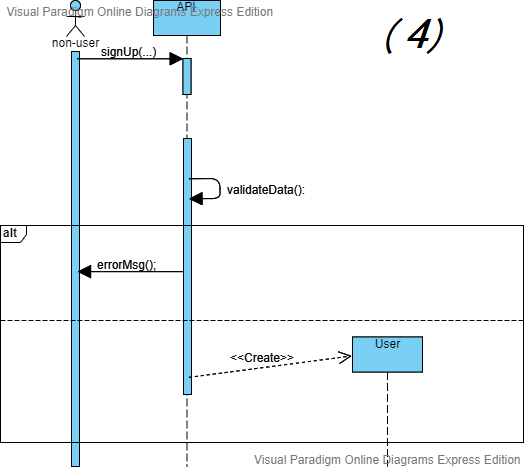 Visual Paradigm Online Diagrams Express Edition
API
(4)
non-user
signUp(...)
validateData():
alt
errorMsg();
<<Create>>
User
Visual Paradigm Online Diagrams Express Edition